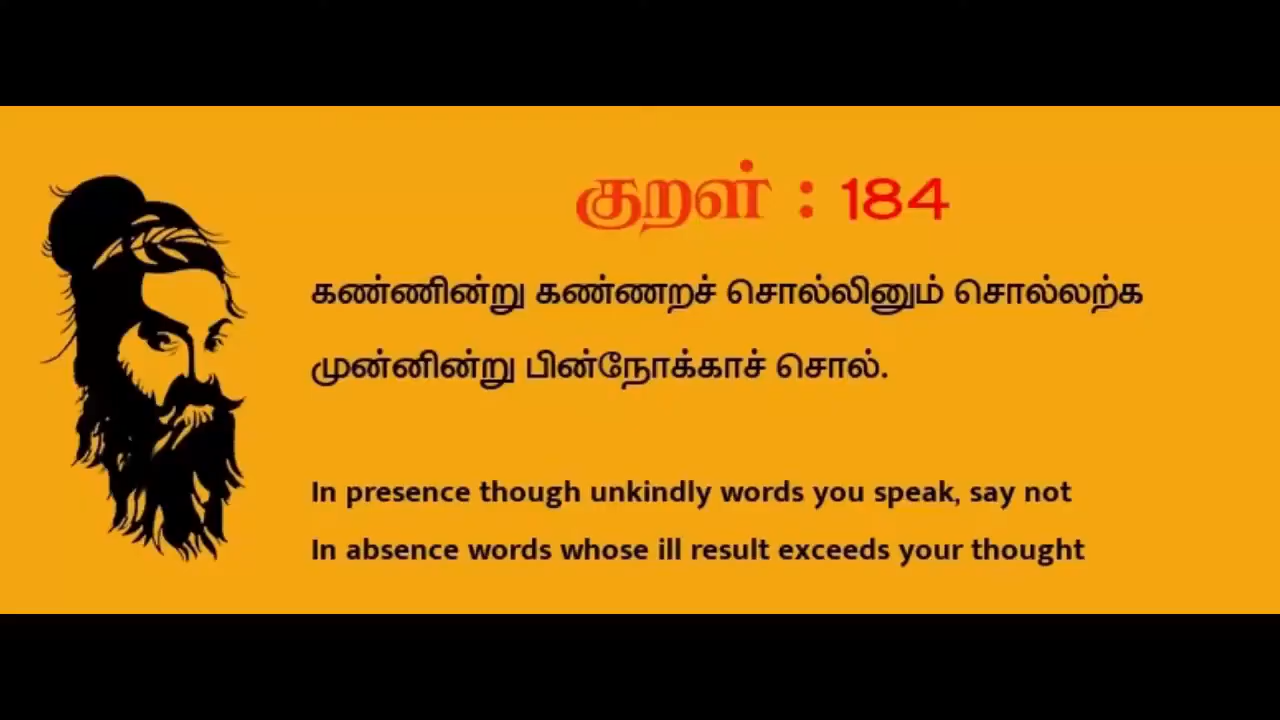 குறள் : 184
கண்ணின்று கண்ணறச் சொல்லினும் சொல்லற்க
முன்னின்று பின்நோக்காச் சொல்.
In presence though unkindly words you speak, say not
In absence words whose ill result exceeds your thought